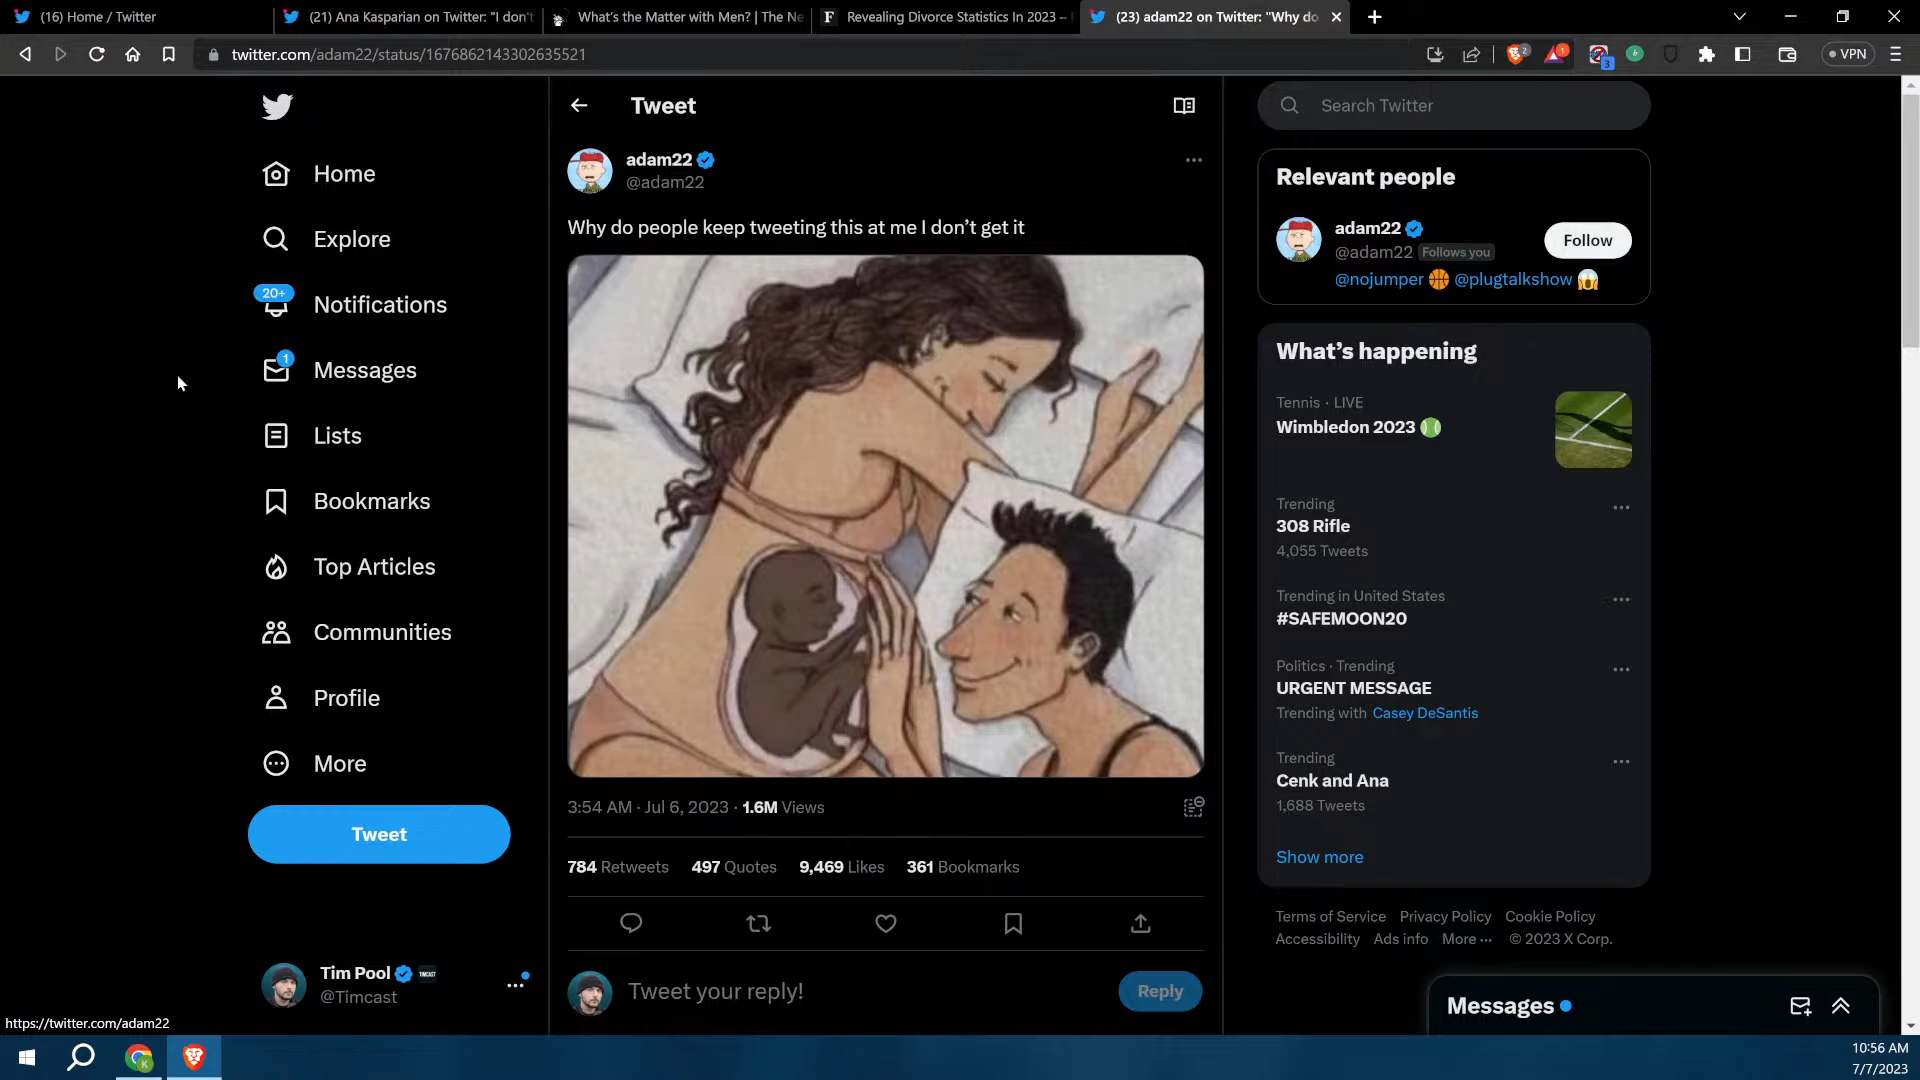 (16) Home / Twitter
(21) Ana Kasparian on Twitter: "I don't
What's the Matter with Men? | The Ne
Revealing Divorce Statistics In 2023 –
(23) adam22 on Twitter: "Why do
twitter.com/adam22/status/1676862143302635521
2
1
3
b
VPN
Home
Explore
20+
Notifications
1
Messages
Lists
Bookmarks
Top Articles
Communities
Profile
More
Tweet
Tim Pool
TIMCAST
@Timcast
https://twitter.com/adam22
Tweet
adam22
@adam22
Why do people keep tweeting this at me I don’t get it
3:54 AM · Jul 6, 2023 · 1.6M Views
784 Retweets 497 Quotes 9,469 Likes 361 Bookmarks
Tweet your reply!
Reply
Search Twitter
Relevant people
adam22
@adam22 Follows you
Follow
@nojumper 🏀 @plugtalkshow 😱
What’s happening
Tennis · LIVE
Wimbledon 2023 🎾
Trending
308 Rifle
4,055 Tweets
Trending in United States
#SAFEMOON20
Politics · Trending
URGENT MESSAGE
Trending with Casey DeSantis
Trending
Cenk and Ana
1,688 Tweets
Show more
Terms of Service Privacy Policy Cookie Policy
Accessibility Ads info More ··· © 2023 X Corp.
Messages
K
10:56 AM
7/7/2023